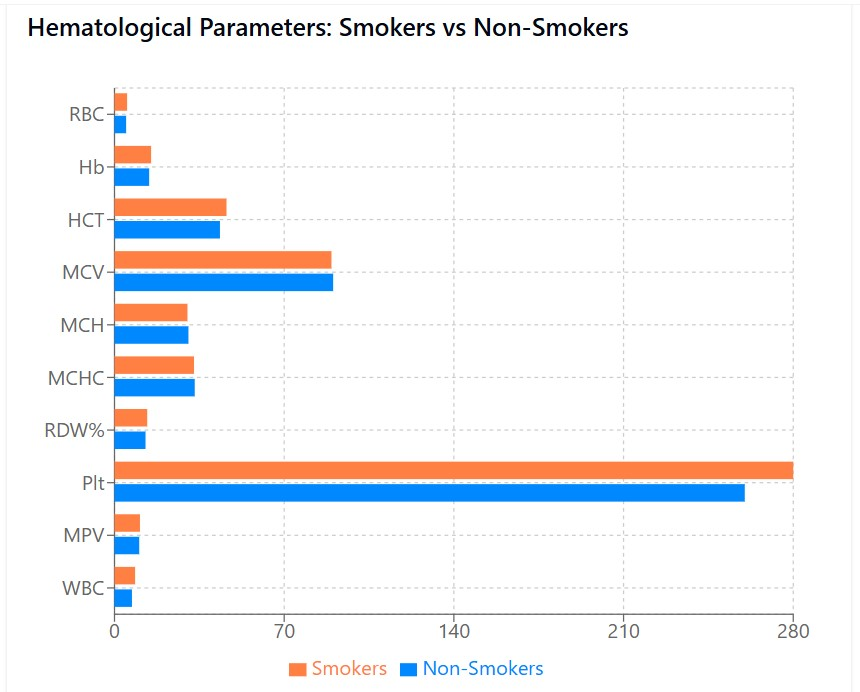 Hematological Parameters: Smokers vs Non-Smokers
RBC
Hb
HCT
MCV
MCH
MCHC
RDW%
Plt
MPV
WBC
0 70 140 210 280
Smokers Non-Smokers